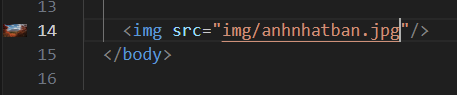 13
14 <img src="img/anhnhatban.jpg"/>
15 </body>
16